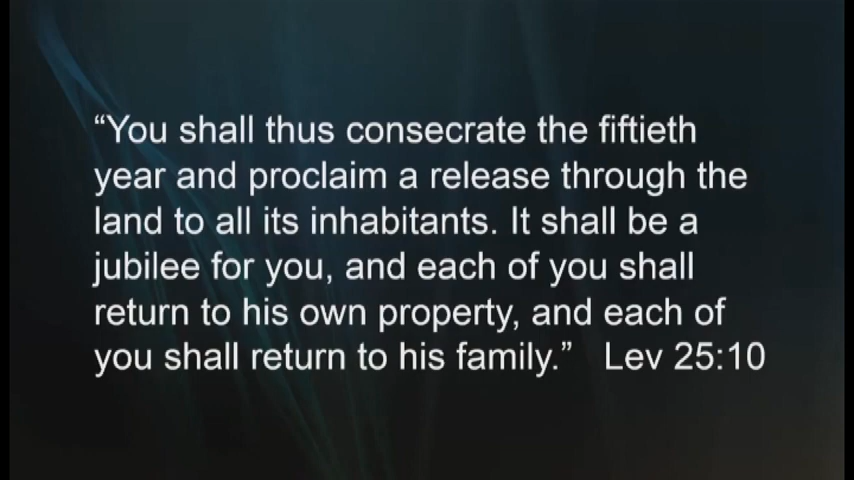 “You shall thus consecrate the fiftieth
year and proclaim a release through the
land to all its inhabitants. It shall be a
jubilee for you, and each of you shall
return to his own property, and each of
you shall return to his family.”   Lev 25:10